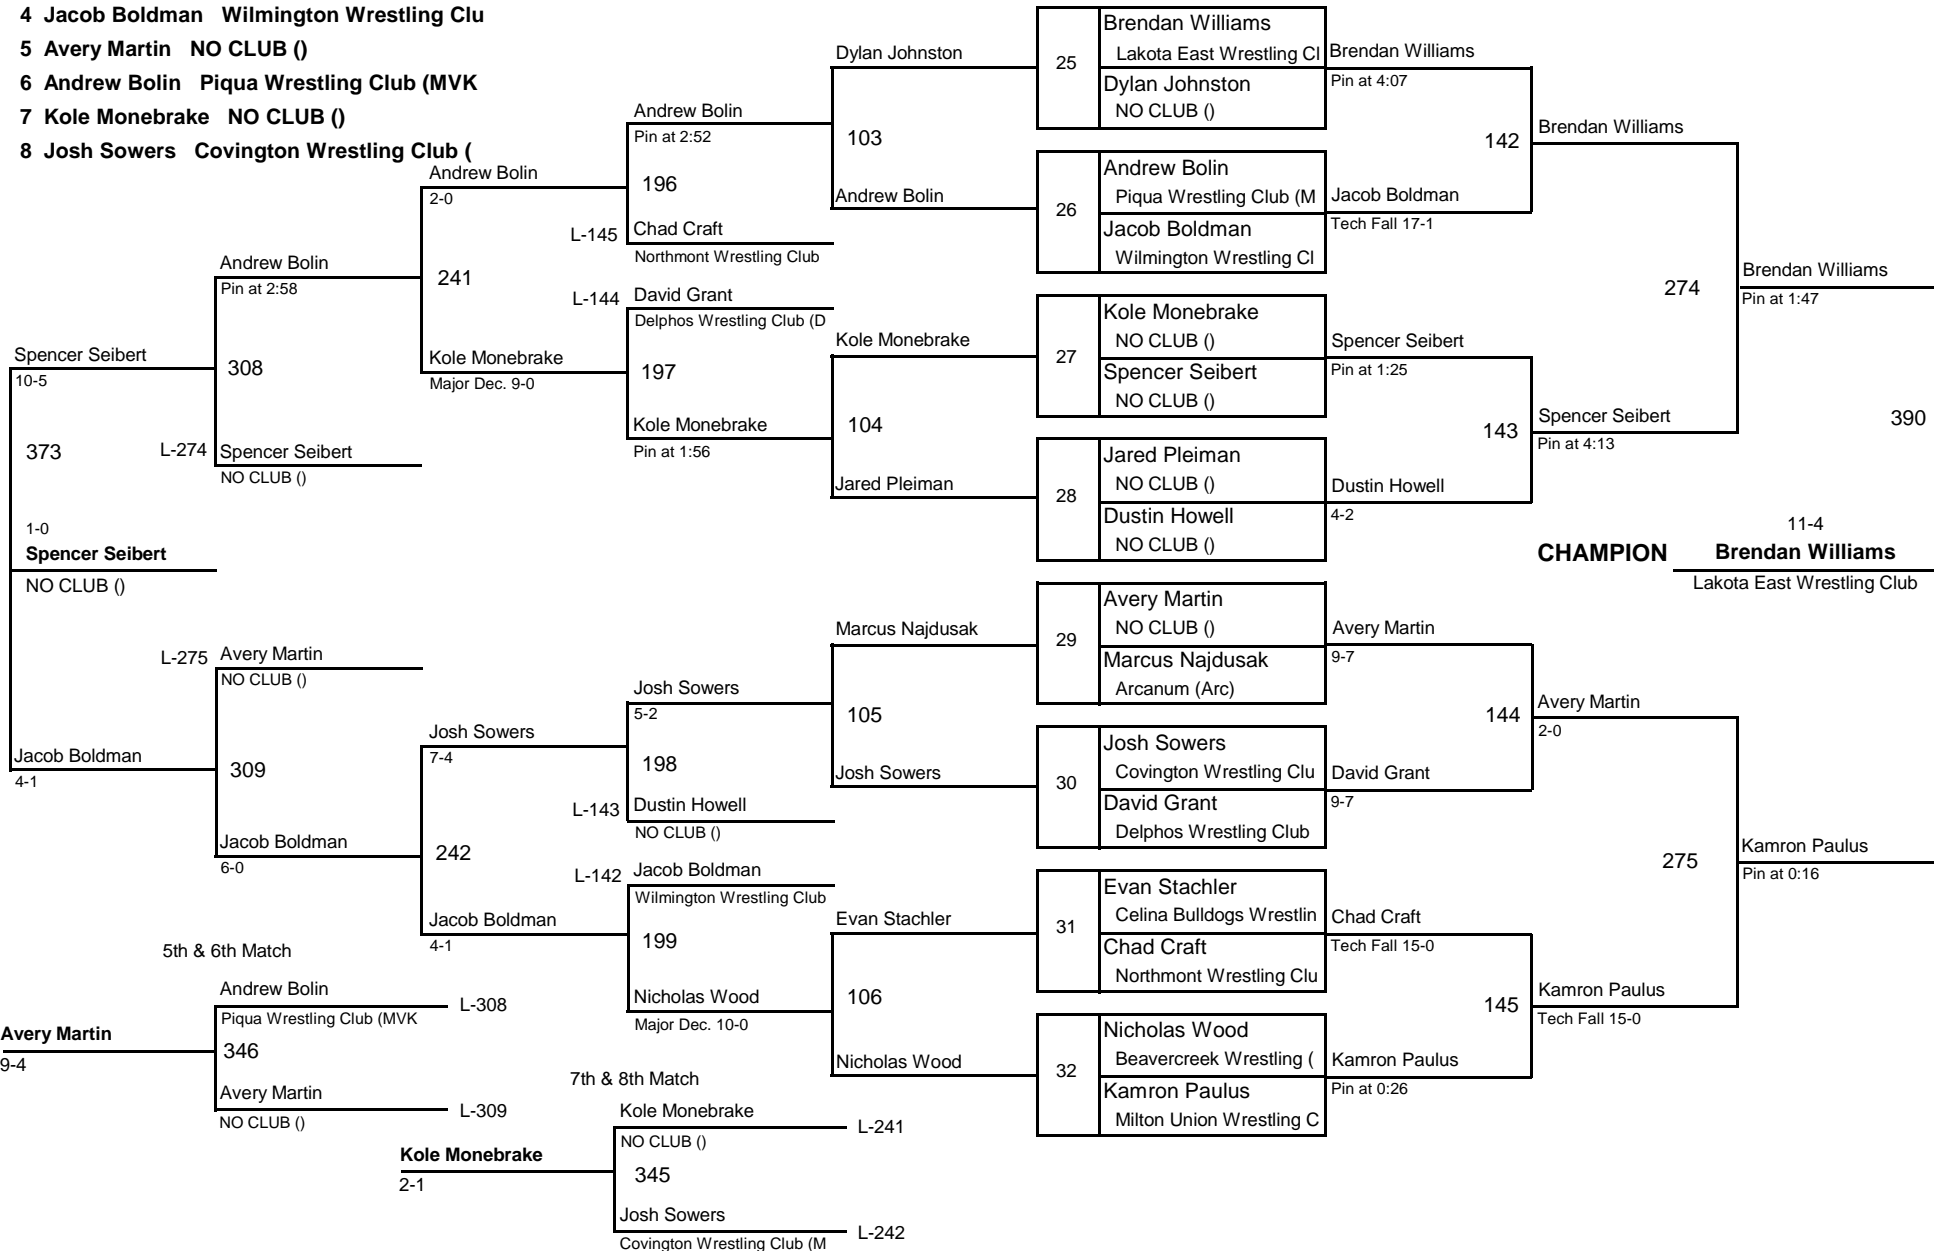 4 Jacob Boldman Wilmington Wrestling Clu
5 Avery Martin NO CLUB ()
6 Andrew Bolin Piqua Wrestling Club (MVK
7 Kole Monebrake NO CLUB ()
8 Josh Sowers Covington Wrestling Club (
Spencer Seibert
10-5
373
1-0
Spencer Seibert
NO CLUB ()
Jacob Boldman
4-1
Andrew Bolin
Pin at 2:58
308
L-274 Spencer Seibert
NO CLUB ()
L-275 Avery Martin
NO CLUB ()
309
Jacob Boldman
6-0
5th & 6th Match
Andrew Bolin
L-308
Piqua Wrestling Club (MVK
Avery Martin
9-4
346
Avery Martin
L-309
NO CLUB ()
Andrew Bolin
2-0
241
Kole Monebrake
Major Dec. 9-0
Josh Sowers
7-4
242
Jacob Boldman
4-1
7th & 8th Match
Kole Monebrake
L-241
NO CLUB ()
Kole Monebrake
2-1
345
Josh Sowers
L-242
Covington Wrestling Club (M
Andrew Bolin
Pin at 2:52
196
L-145 Chad Craft
Northmont Wrestling Club
L-144 David Grant
Delphos Wrestling Club (D
197
Kole Monebrake
Pin at 1:56
Josh Sowers
5-2
198
L-143 Dustin Howell
NO CLUB ()
L-142 Jacob Boldman
Wilmington Wrestling Club
199
Nicholas Wood
Major Dec. 10-0
Dylan Johnston
103
Andrew Bolin
Kole Monebrake
104
Jared Pleiman
Marcus Najdusak
105
Josh Sowers
Evan Stachler
106
Nicholas Wood
25
Brendan Williams
Lakota East Wrestling Cl
Dylan Johnston
NO CLUB ()
26
Andrew Bolin
Piqua Wrestling Club (M
Jacob Boldman
Wilmington Wrestling Cl
27
Kole Monebrake
NO CLUB ()
Spencer Seibert
NO CLUB ()
28
Jared Pleiman
NO CLUB ()
Dustin Howell
NO CLUB ()
29
Avery Martin
NO CLUB ()
Marcus Najdusak
Arcanum (Arc)
30
Josh Sowers
Covington Wrestling Clu
David Grant
Delphos Wrestling Club
31
Evan Stachler
Celina Bulldogs Wrestlin
Chad Craft
Northmont Wrestling Clu
32
Nicholas Wood
Beavercreek Wrestling (
Kamron Paulus
Milton Union Wrestling C
Brendan Williams
Pin at 4:07
142
Jacob Boldman
Tech Fall 17-1
Spencer Seibert
Pin at 1:25
143
Dustin Howell
4-2
Avery Martin
9-7
144
David Grant
9-7
Chad Craft
Tech Fall 15-0
145
Kamron Paulus
Pin at 0:26
Brendan Williams
274
Spencer Seibert
Pin at 4:13
Avery Martin
2-0
275
Kamron Paulus
Tech Fall 15-0
Brendan Williams
Pin at 1:47
390
11-4
CHAMPION Brendan Williams
Lakota East Wrestling Club
Kamron Paulus
Pin at 0:16